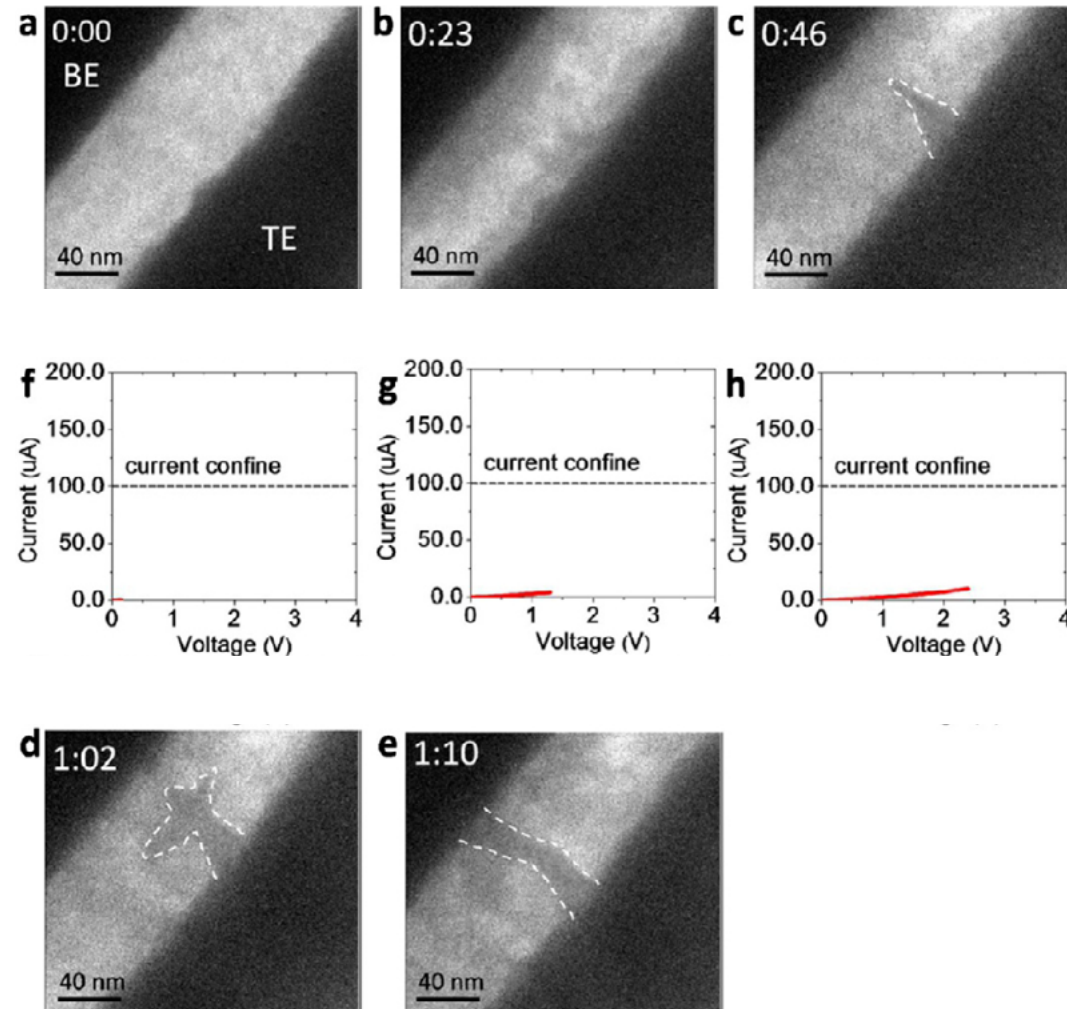 a
0:00
BE
TE
40 nm
b
0:23
40 nm
c
0:46
40 nm
f
200.0
150.0
100.0
50.0
0.0
Current (uA)
current confine
0 1 2 3 4
Voltage (V)
g
200.0
150.0
100.0
50.0
0.0
Current (uA)
current confine
0 1 2 3 4
Voltage (V)
h
200.0
150.0
100.0
50.0
0.0
Current (uA)
current confine
0 1 2 3 4
Voltage (V)
d
1:02
40 nm
e
1:10
40 nm